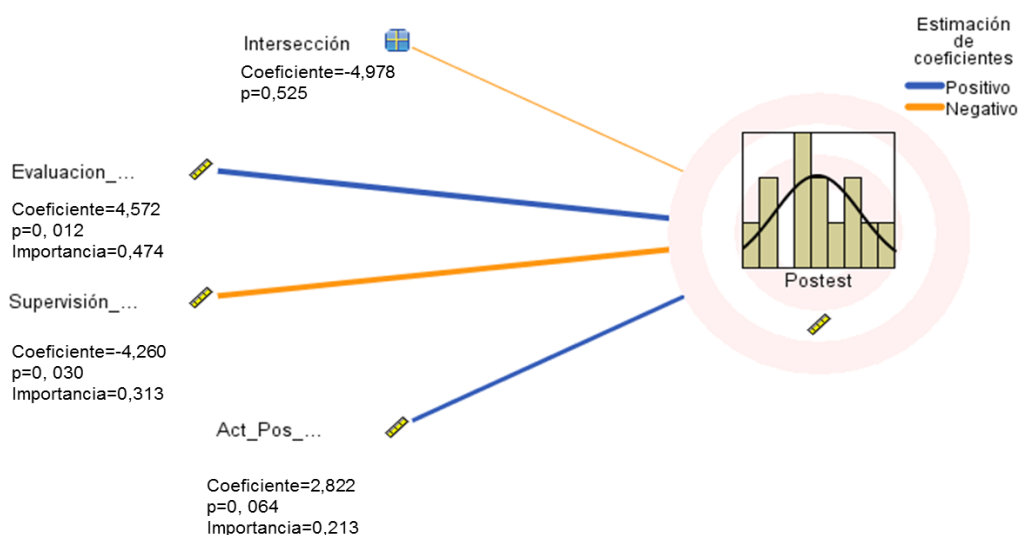 Intersección
Coeficiente=-4,978
p=0,525
Estimación
de
coeficientes
Positivo
Negativo
Evaluacion_...
Coeficiente=4,572
p=0, 012
Importancia=0,474
Supervisión_...
Coeficiente=-4,260
p=0, 030
Importancia=0,313
Act_Pos_...
Coeficiente=2,822
p=0, 064
Importancia=0,213
Postest